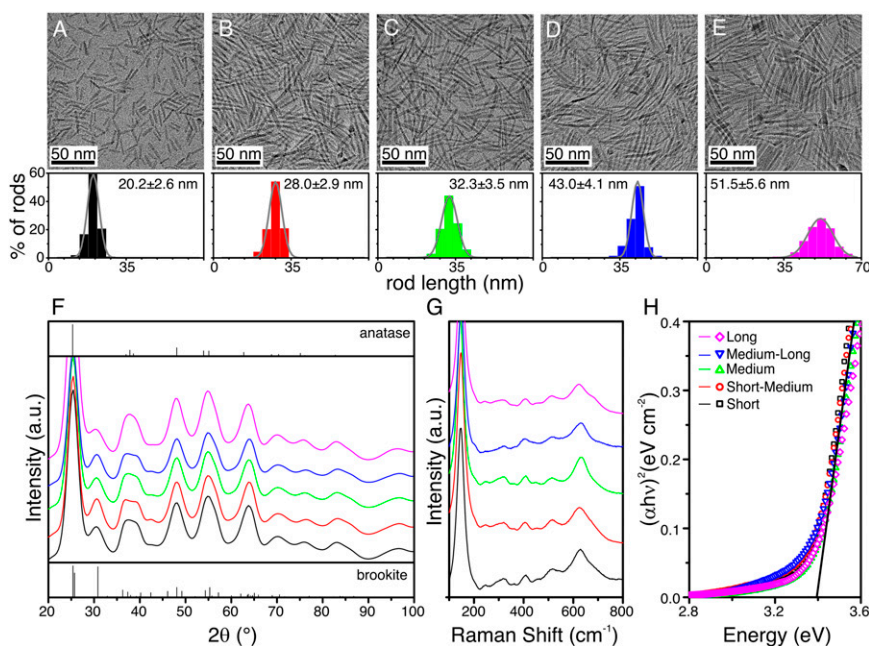 A B C D E
50 nm 50 nm 50 nm 50 nm 50 nm
60 20.2±2.6 nm 28.0±2.9 nm 32.3±3.5 nm 43.0±4.1 nm 51.5±5.6 nm
40
20
0
% of rods
0 35 0 35 0 35 0 35 0 35 70
rod length (nm)
F
anatase
Intensity (a.u.)
brookite
20 30 40 50 60 70 80 90 100
2θ (°)
G
Intensity (a.u.)
200 400 600 800
Raman Shift (cm⁻¹)
H
Long
Medium-Long
Medium
Short-Medium
Short
(αhν)² (eV cm⁻²)
0.4
0.3
0.2
0.1
0.0
2.8 3.2 3.6
Energy (eV)